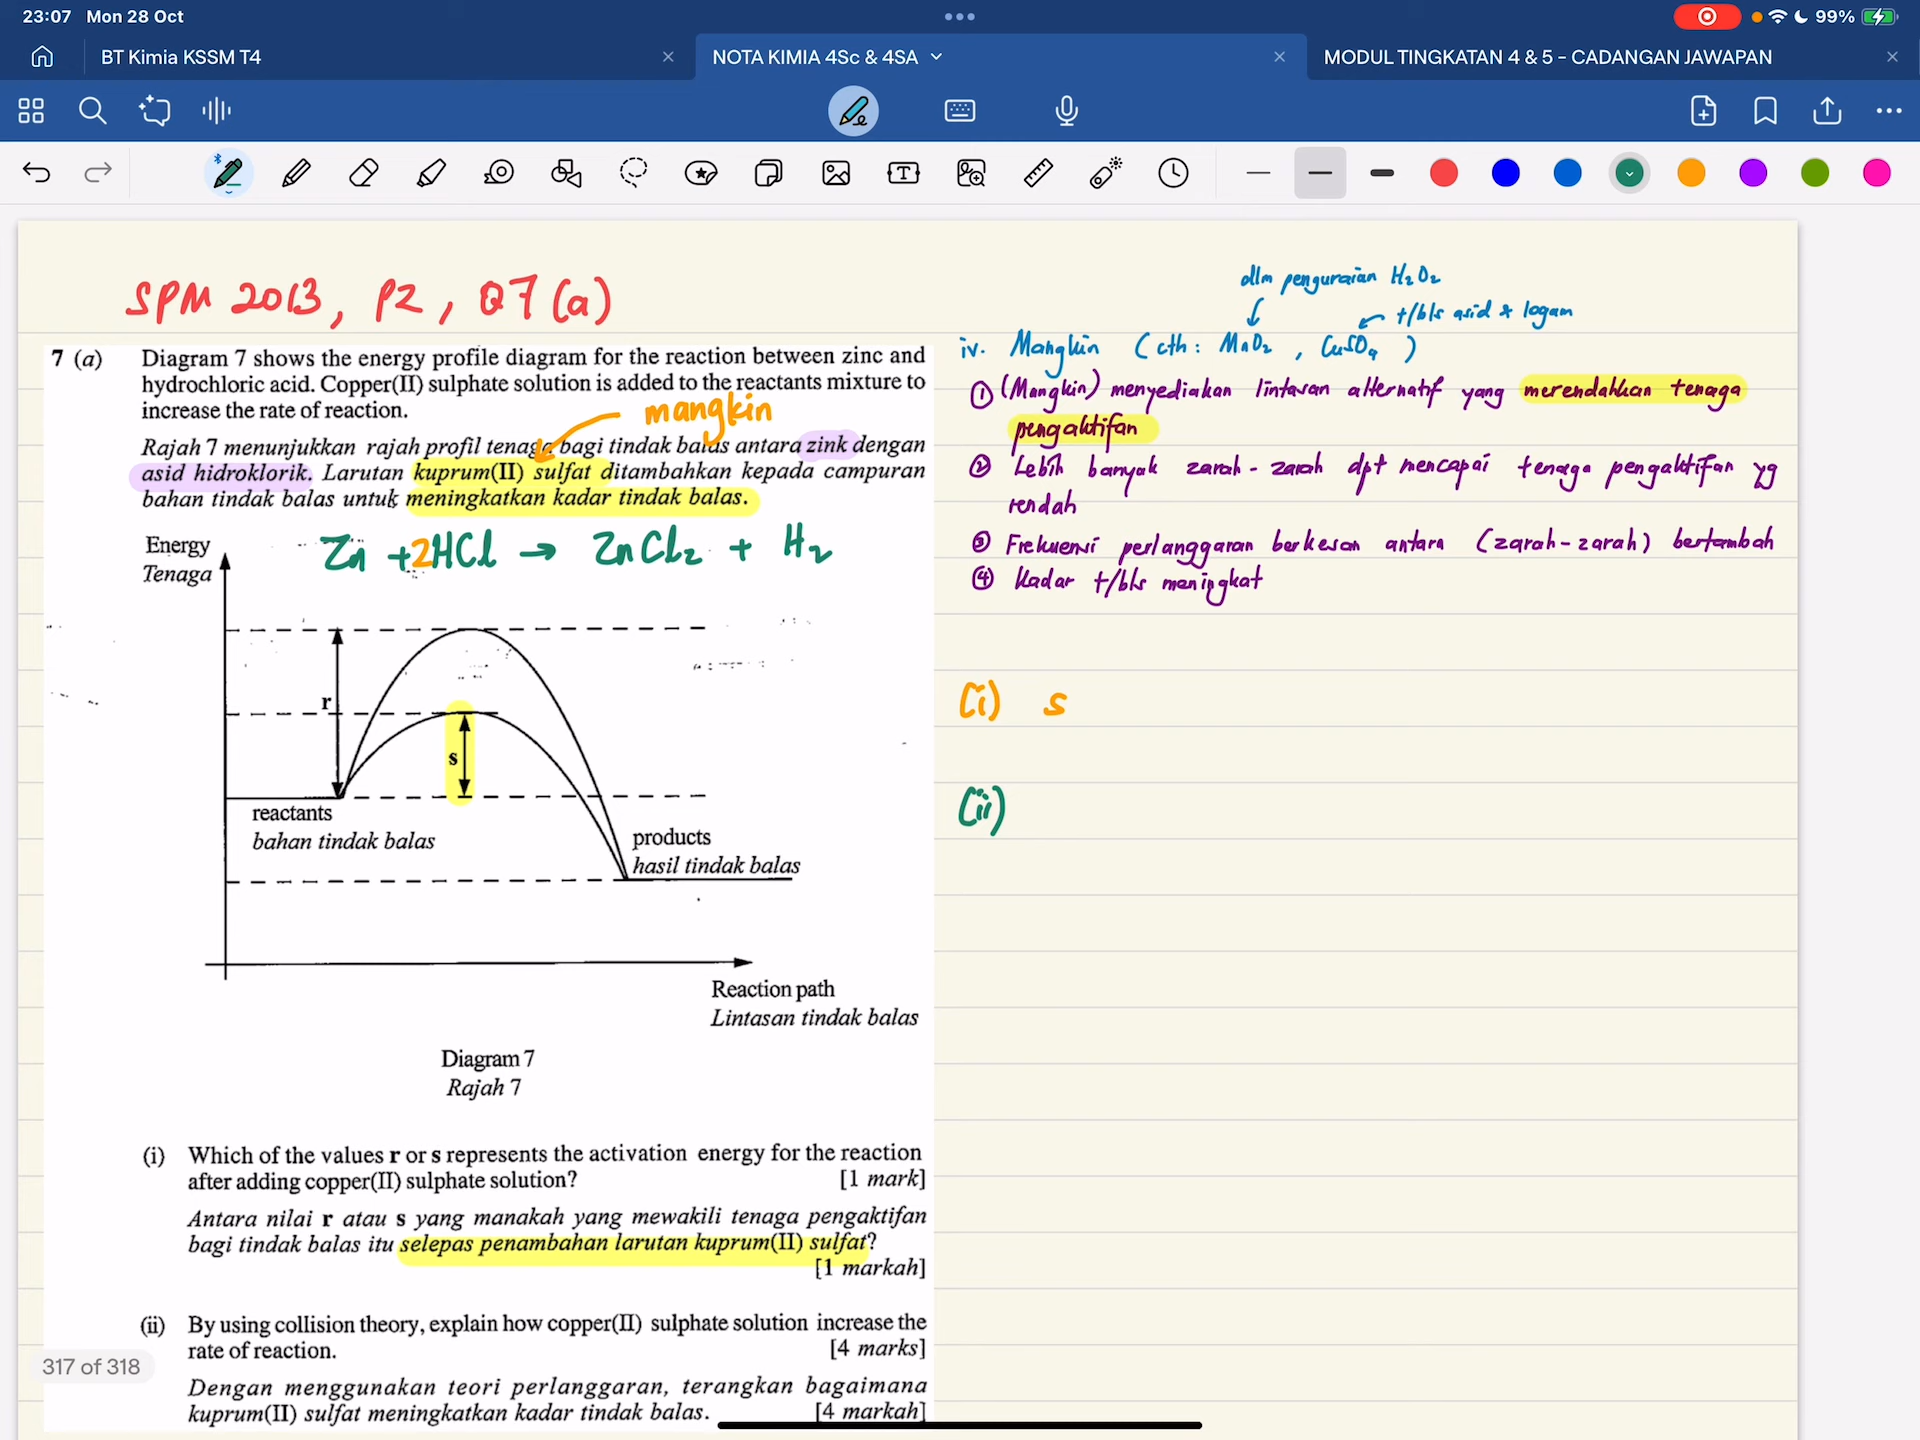 23:07 Mon 28 Oct
99%
BT Kimia KSSM T4
NOTA KIMIA 4Sc & 4SA
MODUL TINGKATAN 4 & 5 - CADANGAN JAWAPAN
SPM 2013, P2, Q7 (a)
7 (a) Diagram 7 shows the energy profile diagram for the reaction between zinc and
hydrochloric acid. Copper(II) sulphate solution is added to the reactants mixture to
increase the rate of reaction.
mangkin
Rajah 7 menunjukkan rajah profil tenaga bagi tindak balas antara zink dengan
asid hidroklorik. Larutan kuprum(II) sulfat ditambahkan kepada campuran
bahan tindak balas untuk meningkatkan kadar tindak balas.
Zn + 2HCl → ZnCl2 + H2
Energy
Tenaga
r
s
reactants
bahan tindak balas
products
hasil tindak balas
Reaction path
Lintasan tindak balas
Diagram 7
Rajah 7
(i) Which of the values r or s represents the activation energy for the reaction
after adding copper(II) sulphate solution? [1 mark]
Antara nilai r atau s yang manakah yang mewakili tenaga pengaktifan
bagi tindak balas itu selepas penambahan larutan kuprum(II) sulfat?
[1 markah]
(ii) By using collision theory, explain how copper(II) sulphate solution increase the
rate of reaction. [4 marks]
Dengan menggunakan teori perlanggaran, terangkan bagaimana
kuprum(II) sulfat meningkatkan kadar tindak balas. [4 markah]
317 of 318
dlm penguraian H2O2
t/bls asid & logam
iv. Mangkin (cth: MnO2, CuSO4)
① (Mangkin) menyediakan lintasan alternatif yang merendahkan tenaga
pengaktifan
② Lebih banyak zarah-zarah dpt mencapai tenaga pengaktifan yg
rendah
③ Frekuensi perlanggaran berkesan antara (zarah-zarah) bertambah
④ Kadar t/bls meningkat
(i) s
(ii)